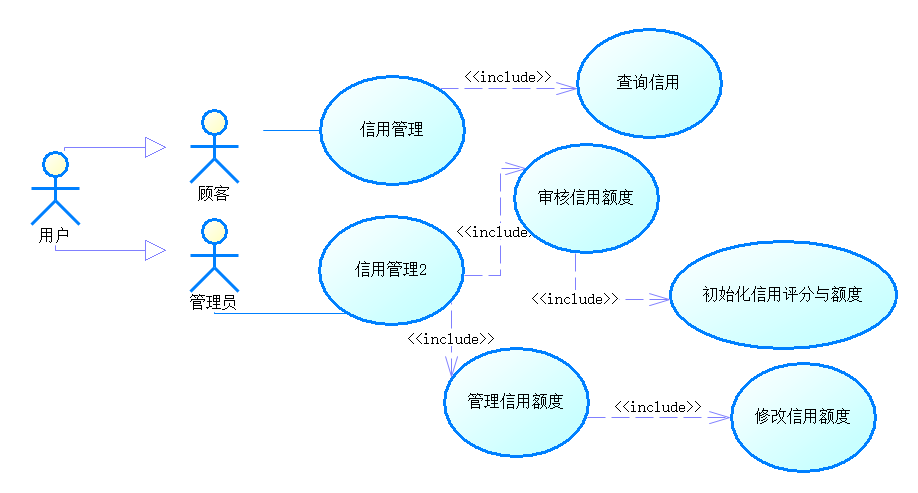 <<include>>
查询信用
信用管理
顾客
用户
审核信用额度
<<include>
管理员
信用管理2
<<include>>
初始化信用评分与额度
<<include>>
管理信用额度
<<include>>
修改信用额度